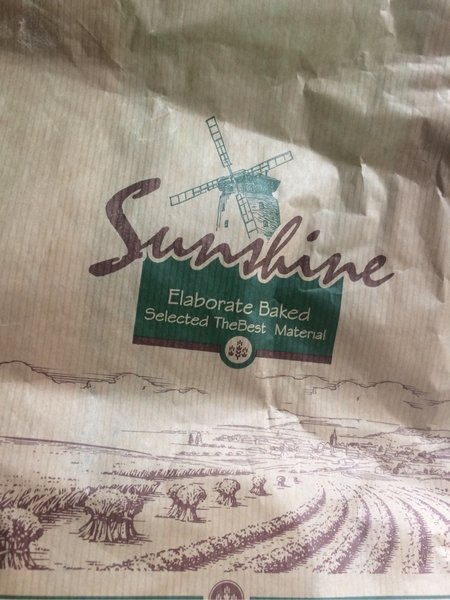 Sunshine
Elaborate Baked
Selected TheBest Material